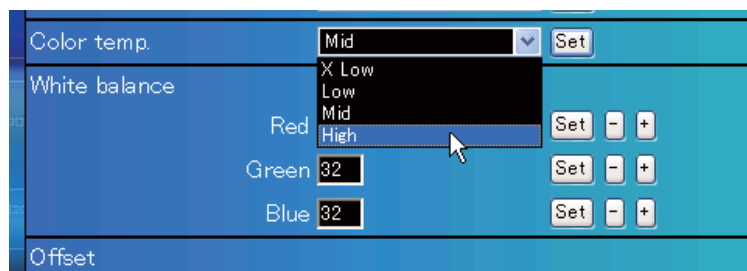 Color temp. Mid Set
X Low
White balance
Low
Mid
Red Set - +
High
Green 32 Set - +
Blue 32 Set - +
Offset